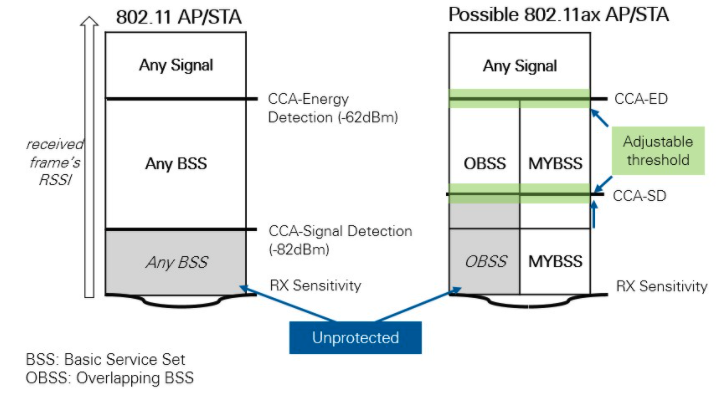 802.11 AP/STA
Any Signal
CCA-Energy
Detection (-62dBm)
received
frame's
RSSI
Any BSS
CCA-Signal Detection
(-82dBm)
Any BSS
RX Sensitivity
Possible 802.11ax AP/STA
Any Signal
CCA-ED
Adjustable
threshold
OBSS MYBSS
CCA-SD
OBSS MYBSS
RX Sensitivity
Unprotected
BSS: Basic Service Set
OBSS: Overlapping BSS